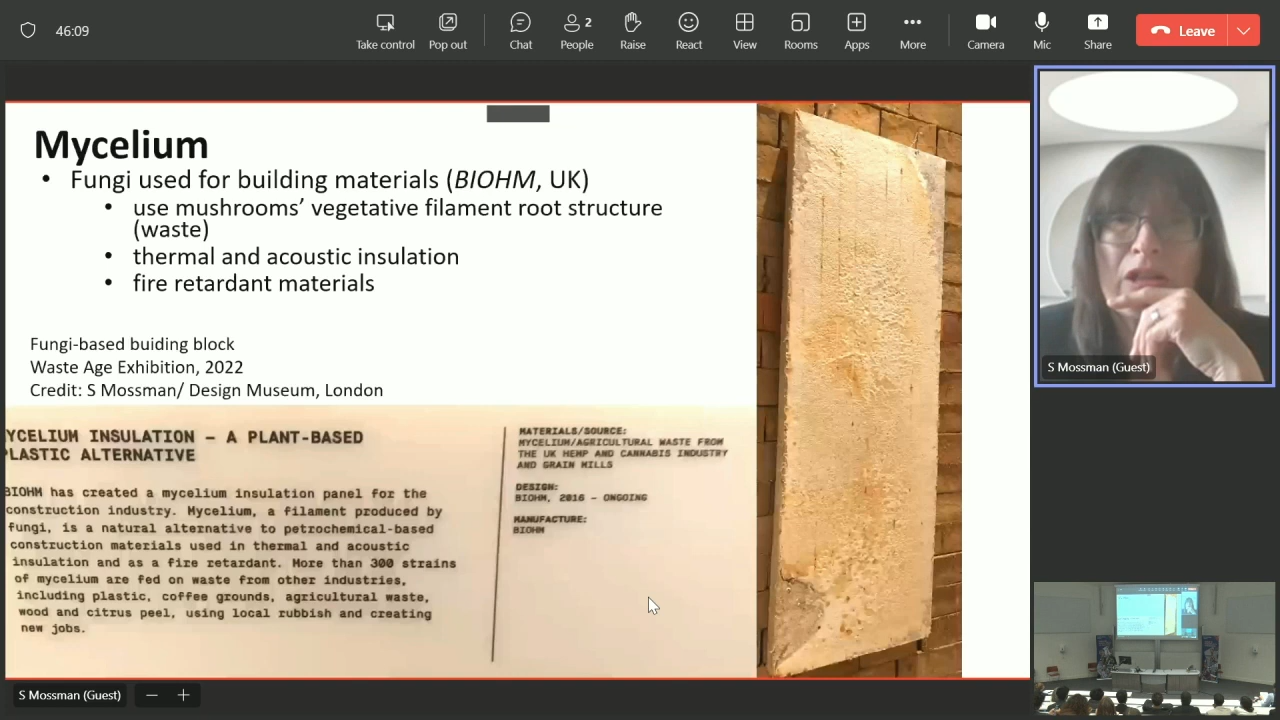 46:09
Take control
Pop out
Chat
People
2
Raise
React
View
Rooms
Apps
More
Camera
Mic
Share
Leave
Mycelium
• Fungi used for building materials (BIOHM, UK)
• use mushrooms’ vegetative filament root structure
(waste)
• thermal and acoustic insulation
• fire retardant materials
Fungi-based buiding block
Waste Age Exhibition, 2022
Credit: S Mossman/ Design Museum, London
YCELIUM INSULATION – A PLANT-BASED
PLASTIC ALTERNATIVE
BIOHM has created a mycelium insulation panel for the
construction industry. Mycelium, a filament produced by
fungi, is a natural alternative to petrochemical-based
construction materials used in thermal and acoustic
insulation and as a fire retardant. More than 300 strains
of mycelium are fed on waste from other industries,
including plastic, coffee grounds, agricultural waste,
wood and citrus peel, using local rubbish and creating
new jobs.
MATERIALS/SOURCE:
MYCELIUM/AGRICULTURAL WASTE FROM
THE UK HEMP AND CANNABIS INDUSTRY
AND GRAIN MILLS
DESIGN:
BIOHM, 2016 – ONGOING
MANUFACTURE:
BIOHM
S Mossman (Guest)
S Mossman (Guest)